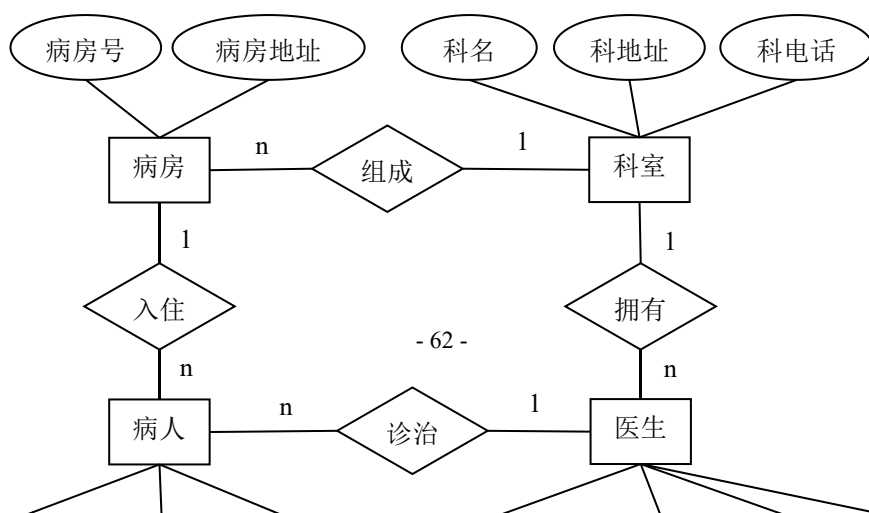 病房号 病房地址 科名 科地址 科电话
病房 n 组成 1 科室
1 1
入住 拥有
- 62 -
n n
病人 n 诊治 1 医生